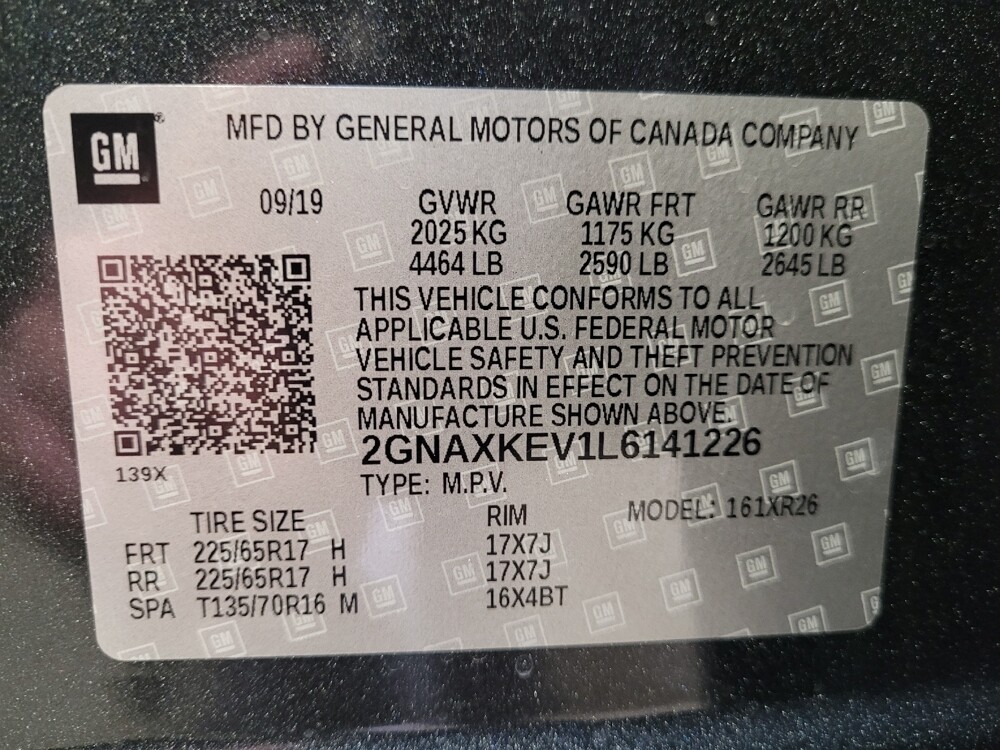 GM
MFD BY GENERAL MOTORS OF CANADA COMPANY
09/19 GVWR GAWR FRT GAWR RR
2025 KG 1175 KG 1200 KG
4464 LB 2590 LB 2645 LB
THIS VEHICLE CONFORMS TO ALL
APPLICABLE U.S. FEDERAL MOTOR
VEHICLE SAFETY AND THEFT PREVENTION
STANDARDS IN EFFECT ON THE DATE OF
MANUFACTURE SHOWN ABOVE.
2GNAXKEV1L6141226
139X
TYPE: M.P.V.
MODEL: 161XR26
TIRE SIZE RIM
FRT 225/65R17 H 17X7J
RR 225/65R17 H 17X7J
SPA T135/70R16 M 16X4BT